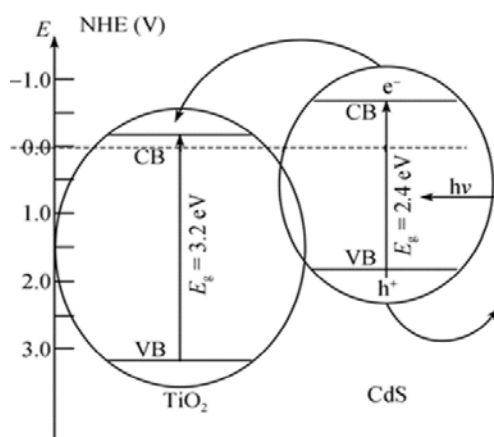 E NHE (V)
−1.0
0.0
1.0
2.0
3.0
CB
VB
E_g = 3.2 eV
TiO₂
e⁻
CB
E_g = 2.4 eV
hν
VB
h⁺
CdS